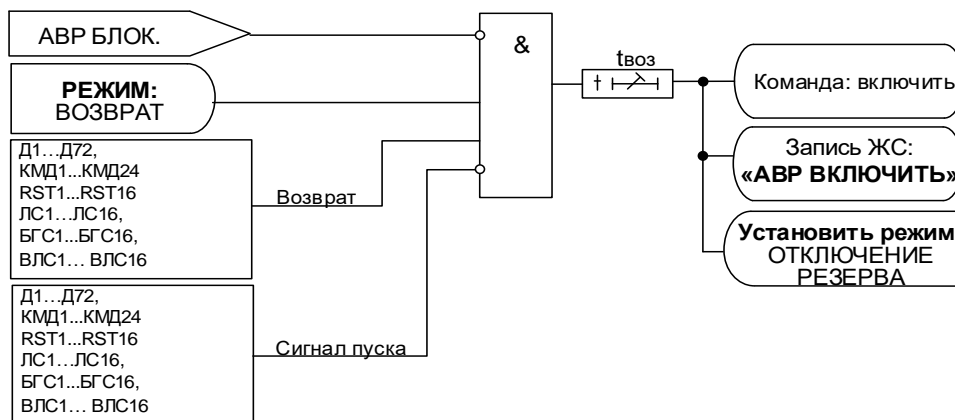 АВР БЛОК.
РЕЖИМ:
ВОЗВРАТ
Д1…Д72,
КМД1...КМД24
RST1...RST16
ЛС1…ЛС16,
БГС1...БГС16,
ВЛС1… ВЛС16
Возврат
Д1…Д72,
КМД1...КМД24
RST1...RST16
ЛС1…ЛС16,
БГС1...БГС16,
ВЛС1… ВЛС16
Сигнал пуска
&
tвоз
Команда: включить
Запись ЖС:
«АВР ВКЛЮЧИТЬ»
Установить режим
ОТКЛЮЧЕНИЕ
РЕЗЕРВА